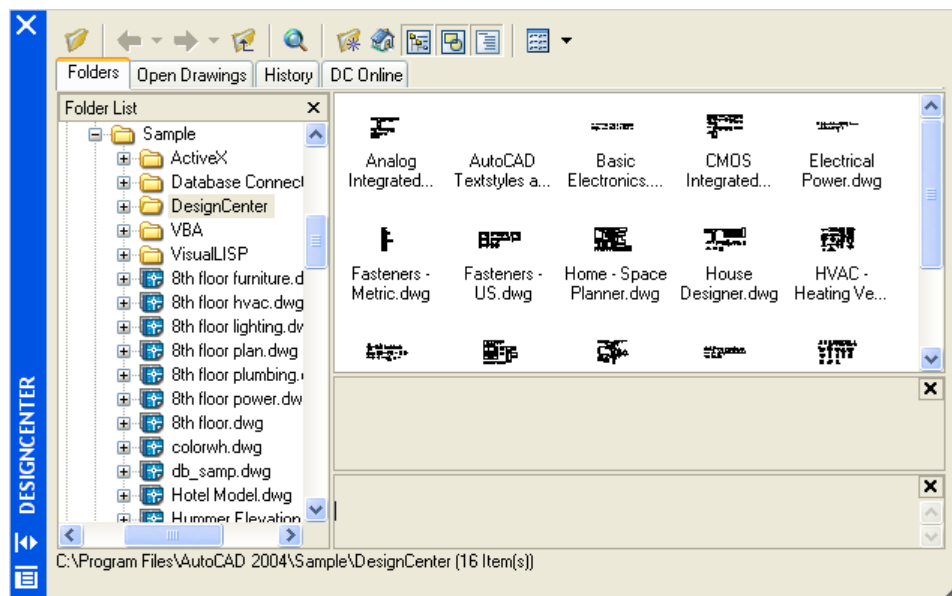 Folders
Open Drawings
History
DC Online
Folder List
Sample
ActiveX
Database Connect
DesignCenter
VBA
VisualLISP
8th floor furniture.d
8th floor hvac.dwg
8th floor lighting.dw
8th floor plan.dwg
8th floor plumbing.
8th floor power.dw
8th floor.dwg
colorwh.dwg
db_samp.dwg
Hotel Model.dwg
Hummer Elevation
Analog
Integrated...
AutoCAD
Textstyles a...
Basic
Electronics....
CMOS
Integrated...
Electrical
Power.dwg
Fasteners -
Metric.dwg
Fasteners -
US.dwg
Home - Space
Planner.dwg
House
Designer.dwg
HVAC -
Heating Ve...
DESIGNCENTER
C:\Program Files\AutoCAD 2004\Sample\DesignCenter (16 Item(s))